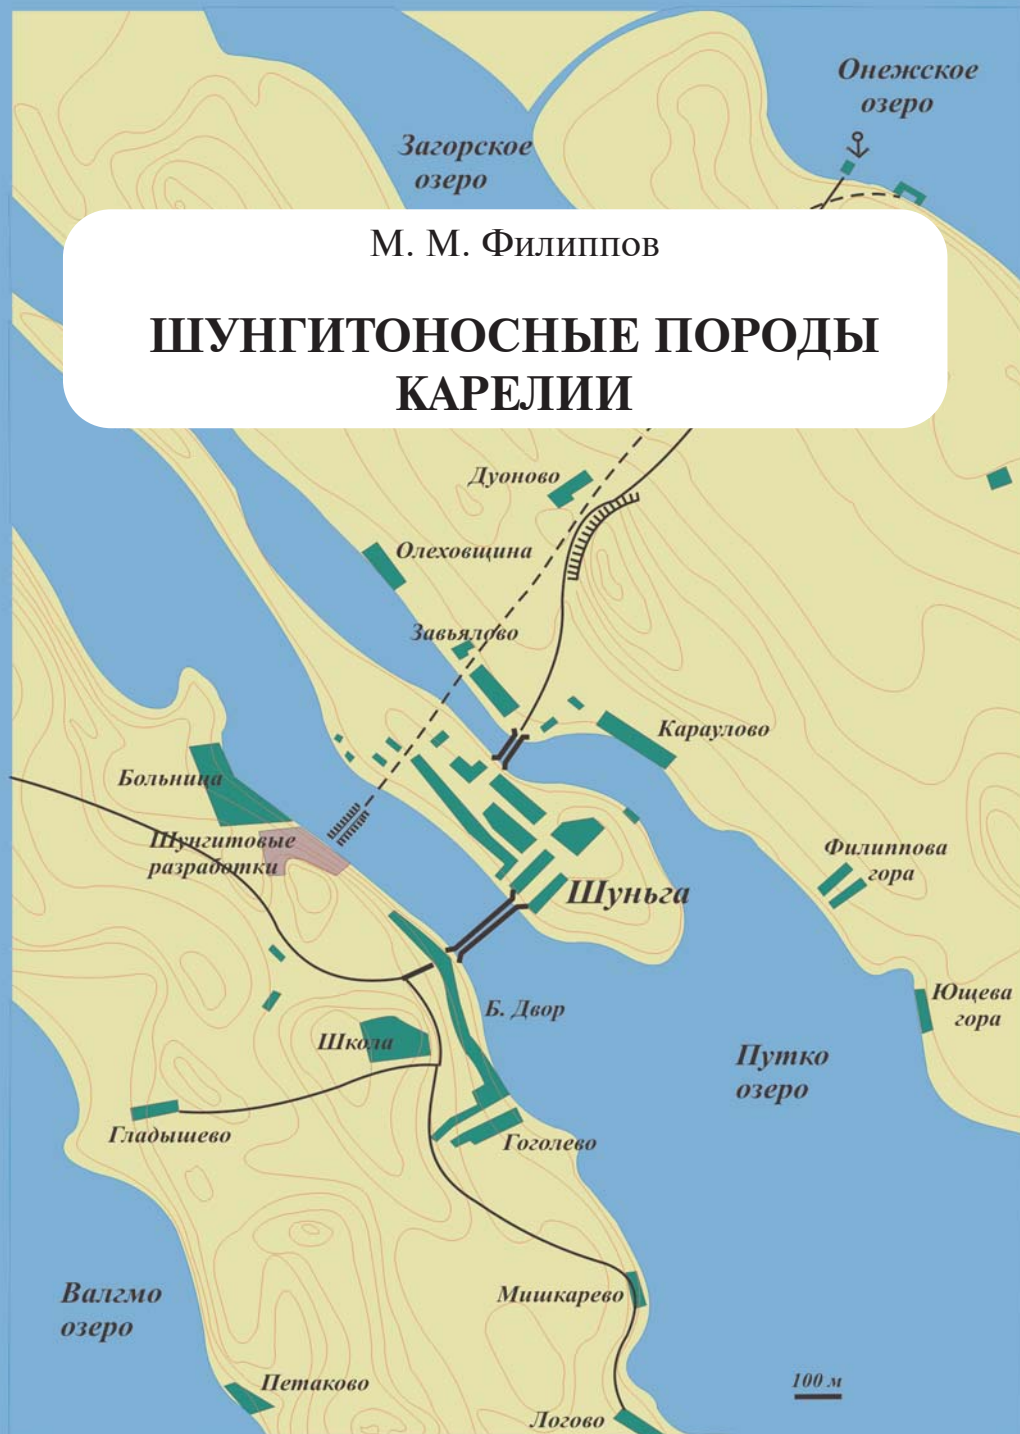 Онежское
озеро
Загорское
озеро
М. М. Филиппов
ШУНГИТОНОСНЫЕ ПОРОДЫ
КАРЕЛИИ
Дуоново
Олеховщина
Завьялово
Караулово
Больница
Шунгитовые
разработки
Филиппова
гора
Шуньга
Ющева
гора
Б. Двор
Школа
Путко
озеро
Гладышево
Гоголево
Валгмо
озеро
Мишкарево
Петаково
100 м
Логово